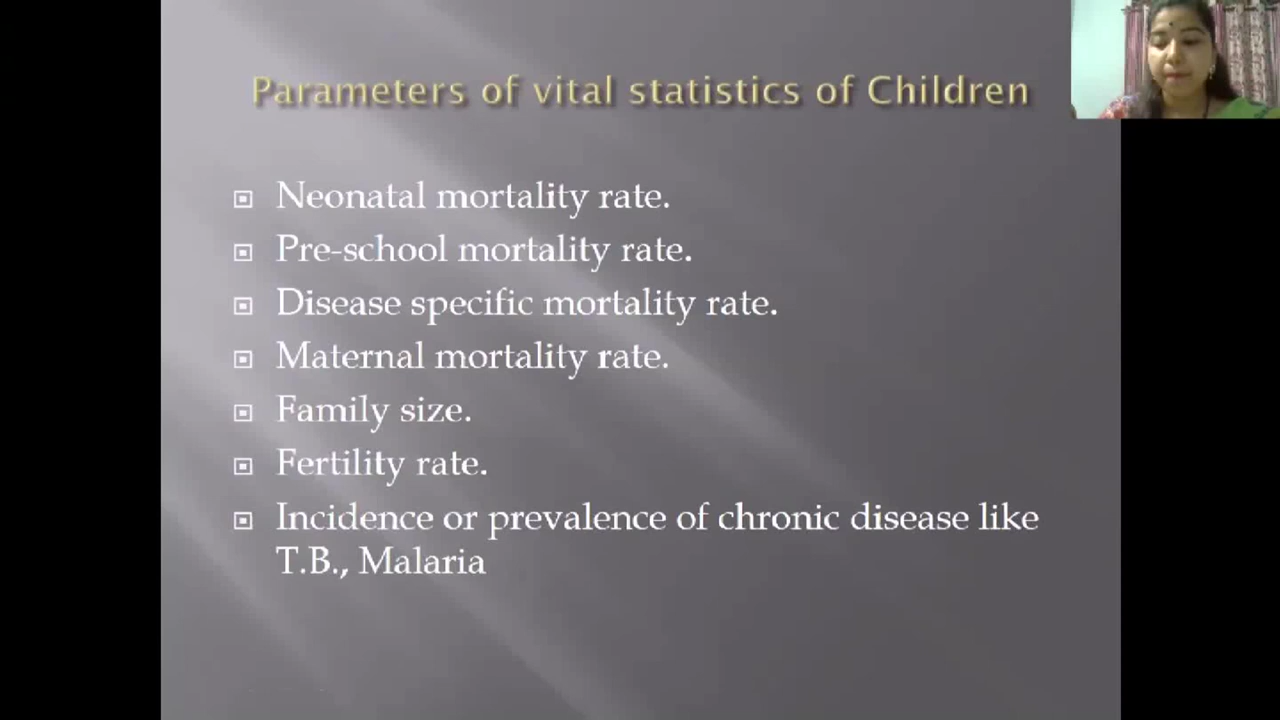 Parameters of vital statistics of Children
Neonatal mortality rate.
Pre-school mortality rate.
Disease specific mortality rate.
Maternal mortality rate.
Family size.
Fertility rate.
Incidence or prevalence of chronic disease like
T.B., Malaria